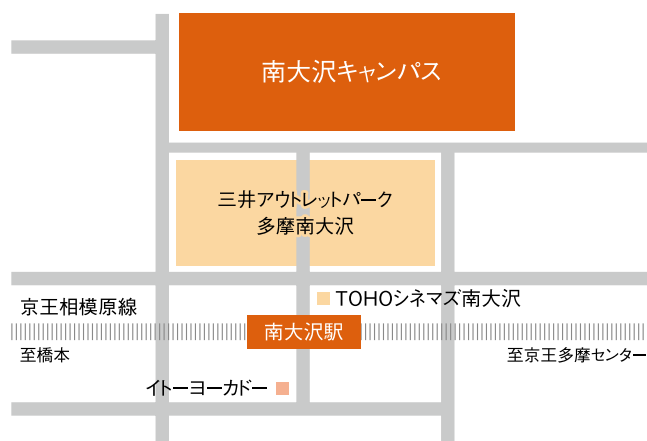 南大沢キャンパス
三井アウトレットパーク
多摩南大沢
TOHOシネマズ南大沢
京王相模原線
南大沢駅
至橋本
至京王多摩センター
イトーヨーカドー